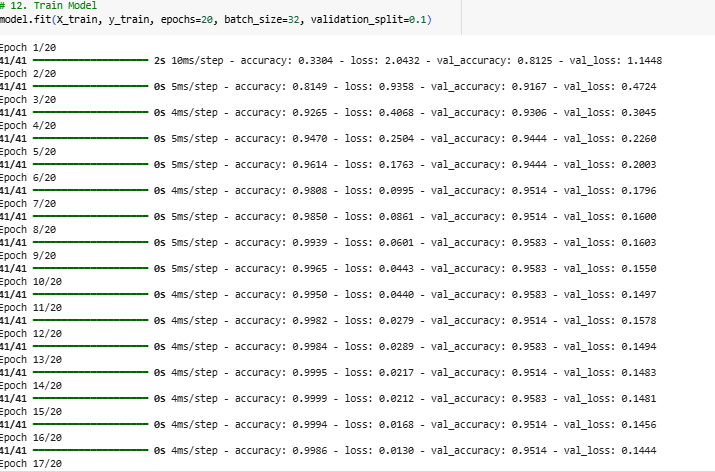 # 12. Train Model
model.fit(X_train, y_train, epochs=20, batch_size=32, validation_split=0.1)
Epoch 1/20
41/41 ━━━━━━━━━━━━━━━━━━━━ 2s 10ms/step - accuracy: 0.3304 - loss: 2.0432 - val_accuracy: 0.8125 - val_loss: 1.1448
Epoch 2/20
41/41 ━━━━━━━━━━━━━━━━━━━━ 0s 5ms/step - accuracy: 0.8149 - loss: 0.9358 - val_accuracy: 0.9167 - val_loss: 0.4724
Epoch 3/20
41/41 ━━━━━━━━━━━━━━━━━━━━ 0s 4ms/step - accuracy: 0.9265 - loss: 0.4068 - val_accuracy: 0.9306 - val_loss: 0.3045
Epoch 4/20
41/41 ━━━━━━━━━━━━━━━━━━━━ 0s 5ms/step - accuracy: 0.9470 - loss: 0.2504 - val_accuracy: 0.9444 - val_loss: 0.2260
Epoch 5/20
41/41 ━━━━━━━━━━━━━━━━━━━━ 0s 5ms/step - accuracy: 0.9614 - loss: 0.1763 - val_accuracy: 0.9444 - val_loss: 0.2003
Epoch 6/20
41/41 ━━━━━━━━━━━━━━━━━━━━ 0s 4ms/step - accuracy: 0.9808 - loss: 0.0995 - val_accuracy: 0.9514 - val_loss: 0.1796
Epoch 7/20
41/41 ━━━━━━━━━━━━━━━━━━━━ 0s 5ms/step - accuracy: 0.9850 - loss: 0.0861 - val_accuracy: 0.9514 - val_loss: 0.1600
Epoch 8/20
41/41 ━━━━━━━━━━━━━━━━━━━━ 0s 5ms/step - accuracy: 0.9939 - loss: 0.0601 - val_accuracy: 0.9583 - val_loss: 0.1603
Epoch 9/20
41/41 ━━━━━━━━━━━━━━━━━━━━ 0s 5ms/step - accuracy: 0.9965 - loss: 0.0443 - val_accuracy: 0.9583 - val_loss: 0.1550
Epoch 10/20
41/41 ━━━━━━━━━━━━━━━━━━━━ 0s 4ms/step - accuracy: 0.9950 - loss: 0.0440 - val_accuracy: 0.9583 - val_loss: 0.1497
Epoch 11/20
41/41 ━━━━━━━━━━━━━━━━━━━━ 0s 4ms/step - accuracy: 0.9982 - loss: 0.0279 - val_accuracy: 0.9514 - val_loss: 0.1578
Epoch 12/20
41/41 ━━━━━━━━━━━━━━━━━━━━ 0s 4ms/step - accuracy: 0.9984 - loss: 0.0289 - val_accuracy: 0.9583 - val_loss: 0.1494
Epoch 13/20
41/41 ━━━━━━━━━━━━━━━━━━━━ 0s 4ms/step - accuracy: 0.9995 - loss: 0.0217 - val_accuracy: 0.9514 - val_loss: 0.1483
Epoch 14/20
41/41 ━━━━━━━━━━━━━━━━━━━━ 0s 4ms/step - accuracy: 0.9999 - loss: 0.0212 - val_accuracy: 0.9583 - val_loss: 0.1481
Epoch 15/20
41/41 ━━━━━━━━━━━━━━━━━━━━ 0s 4ms/step - accuracy: 0.9994 - loss: 0.0168 - val_accuracy: 0.9514 - val_loss: 0.1456
Epoch 16/20
41/41 ━━━━━━━━━━━━━━━━━━━━ 0s 4ms/step - accuracy: 0.9986 - loss: 0.0130 - val_accuracy: 0.9514 - val_loss: 0.1444
Epoch 17/20